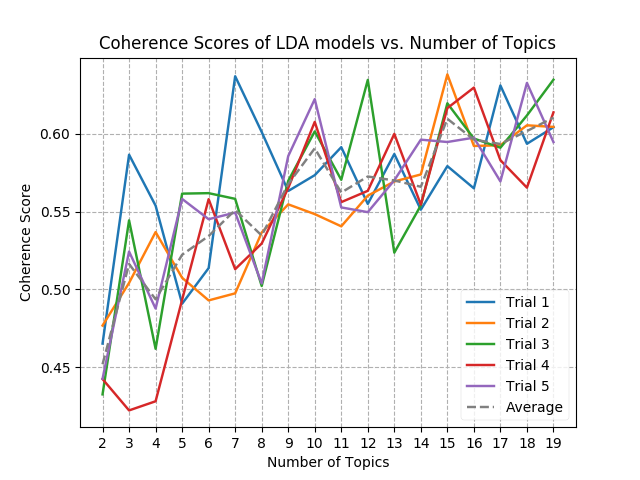 Coherence Scores of LDA models vs. Number of Topics
Coherence Score
0.60
0.55
0.50
0.45
Trial 1
Trial 2
Trial 3
Trial 4
Trial 5
Average
2 3 4 5 6 7 8 9 10 11 12 13 14 15 16 17 18 19
Number of Topics